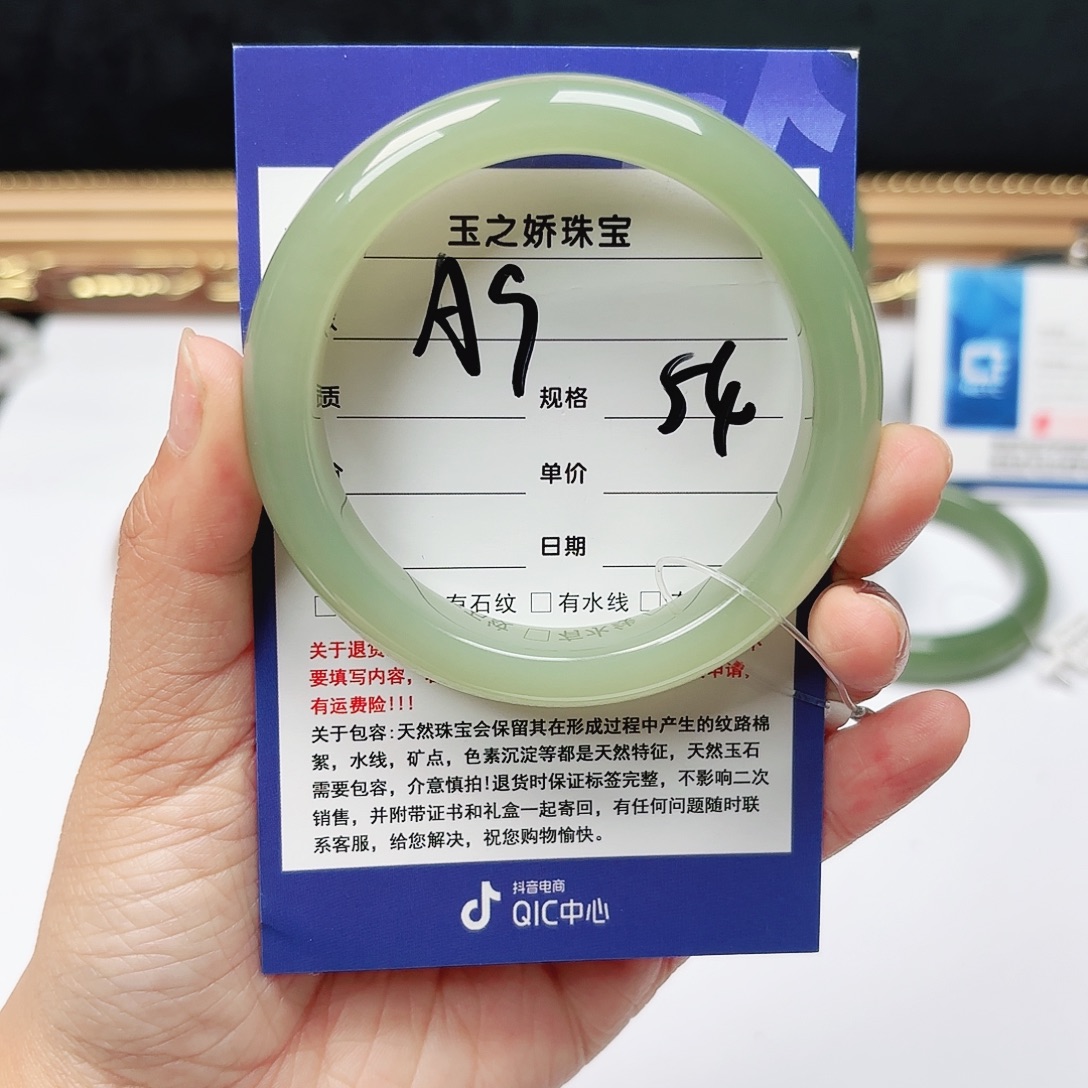 玉之娇珠宝
A9
质 规格 54
单价
日期
□ 有石纹 □有水线 □
关于退货
要填写内容， 申请，
有运费险!!!
关于包容:天然珠宝会保留其在形成过程中产生的纹路棉
絮，水线，矿点，色素沉淀等都是天然特征，天然玉石
需要包容，介意慎拍!退货时保证标签完整，不影响二次
销售，并附带证书和礼盒一起寄回，有任何问题随时联
系客服，给您解决，祝您购物愉快。
抖音电商
QIC中心